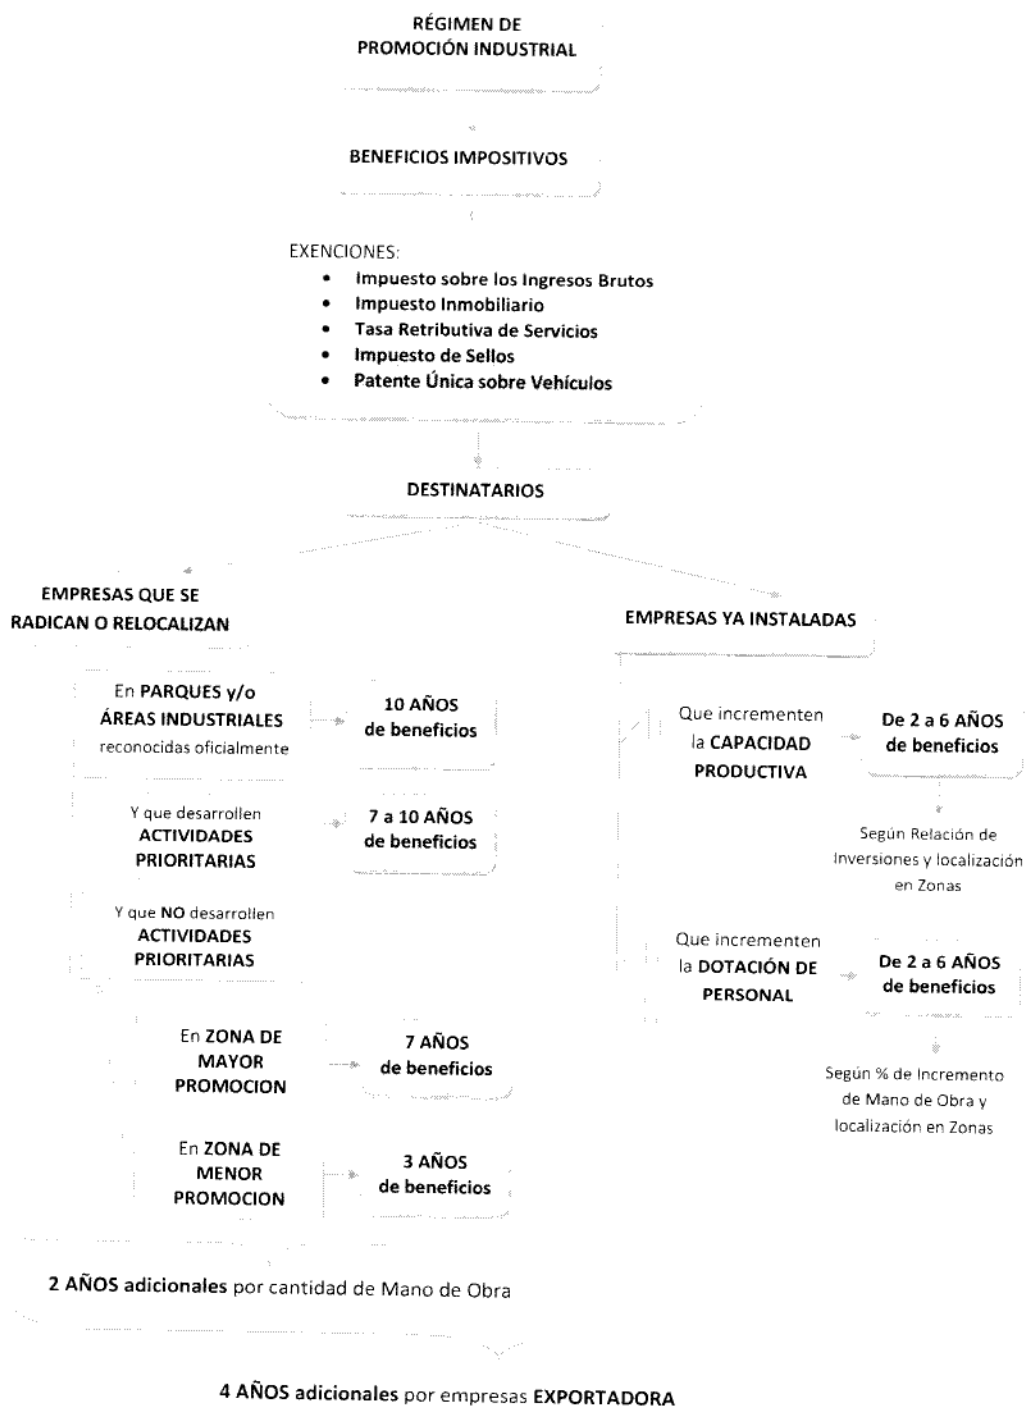 RÉGIMEN DE
PROMOCIÓN INDUSTRIAL
BENEFICIOS IMPOSITIVOS
EXENCIONES:
• Impuesto sobre los Ingresos Brutos
• Impuesto Inmobiliario
• Tasa Retributiva de Servicios
• Impuesto de Sellos
• Patente Única sobre Vehículos
DESTINATARIOS
EMPRESAS QUE SE
RADICAN O RELOCALIZAN
En PARQUES y/o
ÁREAS INDUSTRIALES
reconocidas oficialmente
10 AÑOS
de beneficios
Y que desarrollen
ACTIVIDADES
PRIORITARIAS
7 a 10 AÑOS
de beneficios
Y que NO desarrollen
ACTIVIDADES
PRIORITARIAS
En ZONA DE
MAYOR
PROMOCION
7 AÑOS
de beneficios
En ZONA DE
MENOR
PROMOCION
3 AÑOS
de beneficios
EMPRESAS YA INSTALADAS
Que incrementen
la CAPACIDAD
PRODUCTIVA
De 2 a 6 AÑOS
de beneficios
Según Relación de
Inversiones y localización
en Zonas
Que incrementen
la DOTACIÓN DE
PERSONAL
De 2 a 6 AÑOS
de beneficios
Según % de Incremento
de Mano de Obra y
localización en Zonas
2 AÑOS adicionales por cantidad de Mano de Obra
4 AÑOS adicionales por empresas EXPORTADORA